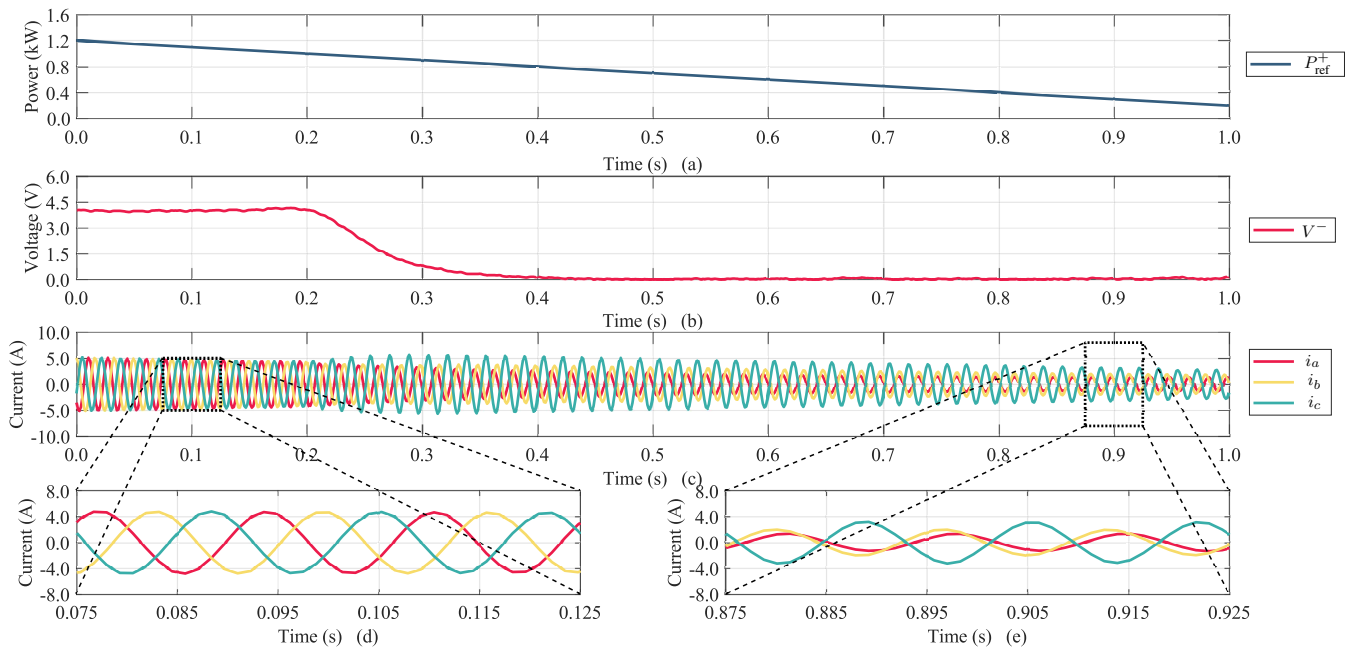 Power (kW)
1.6
1.2
0.8
0.4
0.0
0.0 0.1 0.2 0.3 0.4 0.5 0.6 0.7 0.8 0.9 1.0
Time (s) (a)
P+ref
Voltage (V)
6.0
4.5
3.0
1.5
0.0
0.0 0.1 0.2 0.3 0.4 0.5 0.6 0.7 0.8 0.9 1.0
Time (s) (b)
V−
Current (A)
10.0
5.0
0.0
-5.0
-10.0
0.0 0.1 0.2 0.3 0.4 0.5 0.6 0.7 0.8 0.9 1.0
Time (s) (c)
ia
ib
ic
Current (A)
8.0
4.0
0.0
-4.0
-8.0
0.075 0.085 0.095 0.105 0.115 0.125
Time (s) (d)
Current (A)
8.0
4.0
0.0
-4.0
-8.0
0.875 0.885 0.895 0.905 0.915 0.925
Time (s) (e)